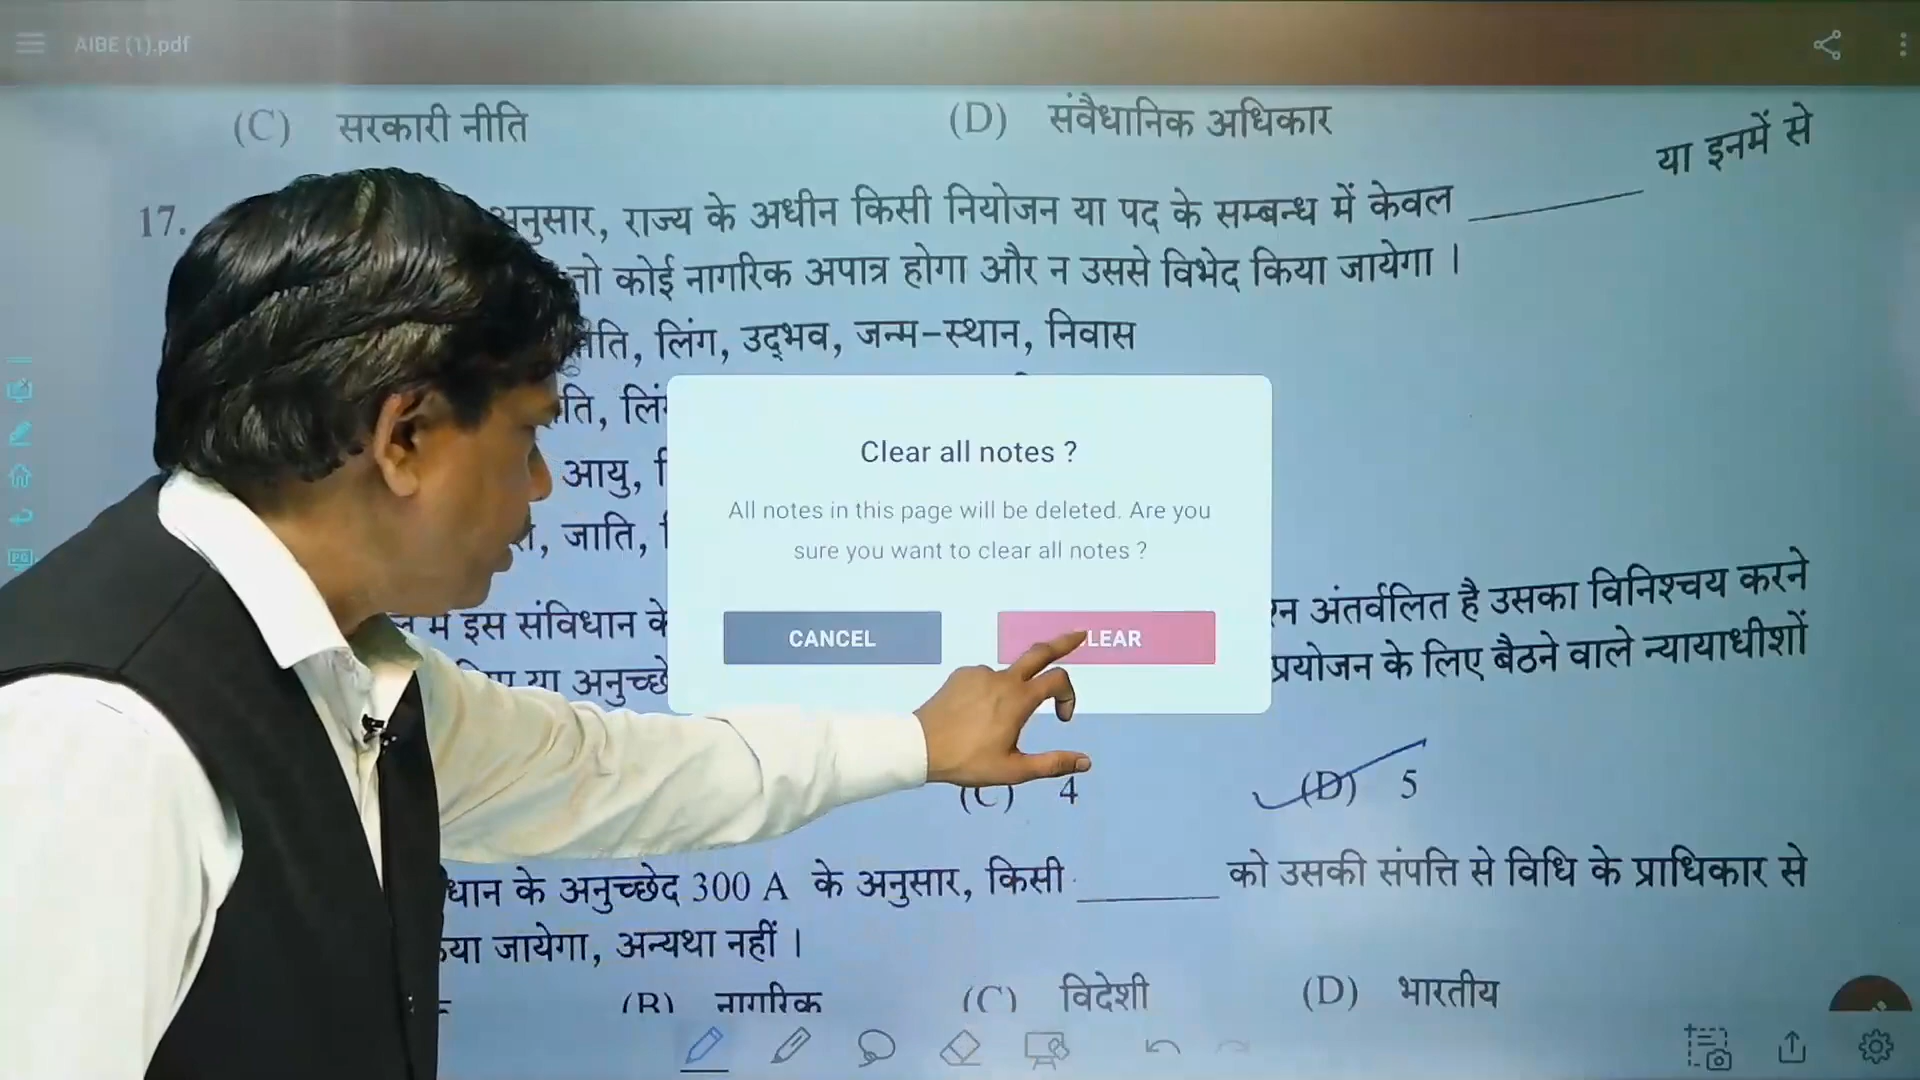 AIBE (1).pdf
(C) सरकारी नीति (D) संवैधानिक अधिकार
17. अनुसार, राज्य के अधीन किसी नियोजन या पद के सम्बन्ध में केवल ________ या इनमें से
तो कोई नागरिक अपात्र होगा और न उससे विभेद किया जायेगा ।
लिंग, उद्‌भव, जन्म-स्थान, निवास
आयु,
जाति,
Clear all notes ?
All notes in this page will be deleted. Are you
sure you want to clear all notes ?
CANCEL
में इस संविधान के अंतर्वलित है उसका विनिश्चय करने
या प्रयोजन के लिए बैठने वाले न्यायाधीशों
(C) 4 (D) 5
के अनुच्छेद 300 A के अनुसार, किसी ________ को उसकी संपत्ति से विधि के प्राधिकार से
जायेगा, अन्यथा नहीं ।
(B) नागरिक (C) विदेशी (D) भारतीय